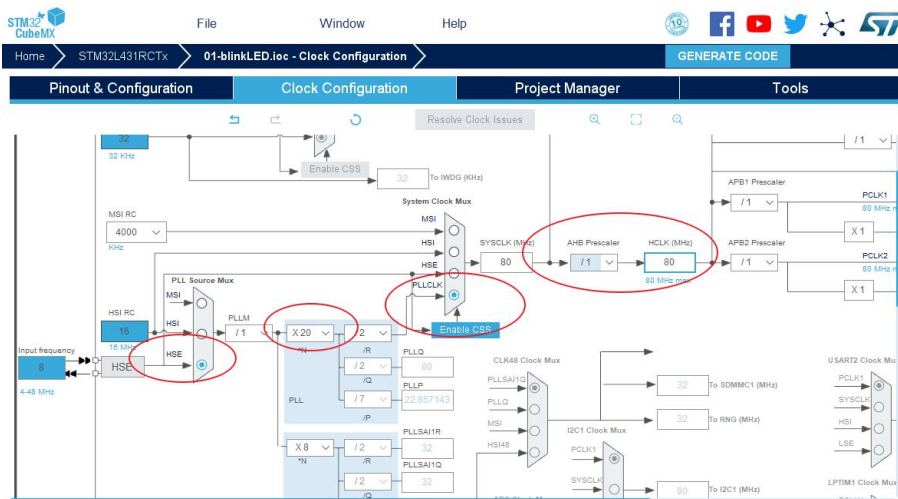 STM32
CubeMX
File
Window
Help
10
ST
Home
STM32L431RCTx
01-blinkLED.ioc - Clock Configuration
GENERATE CODE
Pinout & Configuration
Clock Configuration
Project Manager
Tools
Resolve Clock Issues
32
32 KHz
Enable CSS
32
To IWDG (KHz)
/ 1
System Clock Mux
APB1 Prescaler
/ 1
PCLK1
80 MHz m
X 1
MSI RC
4000
KHz
MSI
HSI
HSE
PLLCLK
SYSCLK (MHz)
80
AHB Prescaler
/ 1
HCLK (MHz)
80
80 MHz max
APB2 Prescaler
/ 1
PCLK2
80 MHz m
X 1
Enable CSS
PLL Source Mux
MSI
HSI
HSE
HSI RC
16
16 MHz
PLLM
/ 1
X 20
*N
/ 2
/R
PLLQ
/ 2
80
/Q
PLLP
/ 7
22.857143
/P
PLL
Input frequency
8
4-48 MHz
HSE
CLK48 Clock Mux
PLLSAI1Q
PLLQ
MSI
HSI48
32
To SDMMC1 (MHz)
32
To RNG (MHz)
USART2 Clock Mu
PCLK1
SYSCLK
HSI
LSE
PLLSAI1R
X 8
*N
/ 2
32
/R
PLLSAI1Q
/ 2
32
/Q
I2C1 Clock Mux
PCLK1
SYSCLK
80
To I2C1 (MHz)
LPTIM1 Clock Mux